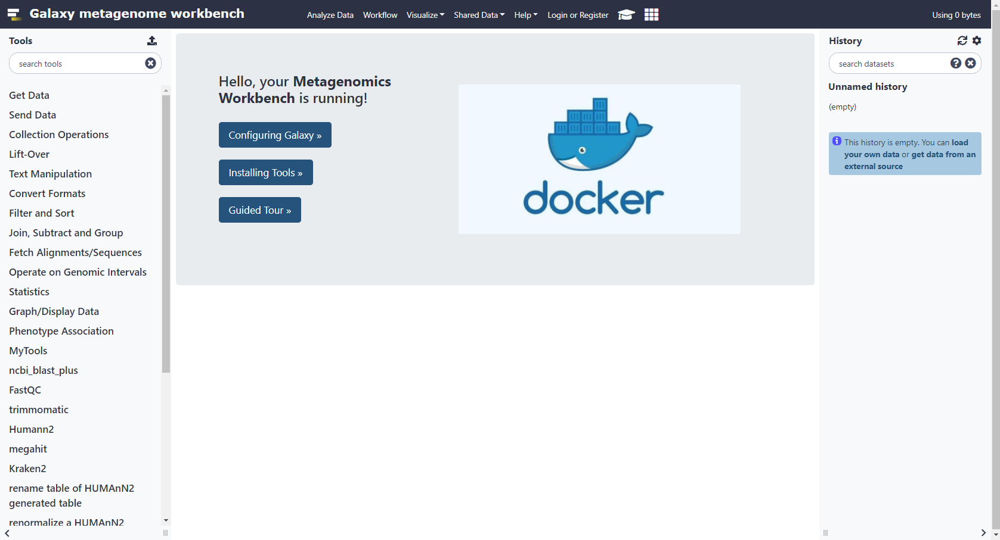 Galaxy metagenome workbench
Analyze Data Workflow Visualize Shared Data Help Login or Register
Using 0 bytes
Tools
search tools
Get Data
Send Data
Collection Operations
Lift-Over
Text Manipulation
Convert Formats
Filter and Sort
Join, Subtract and Group
Fetch Alignments/Sequences
Operate on Genomic Intervals
Statistics
Graph/Display Data
Phenotype Association
MyTools
ncbi_blast_plus
FastQC
trimmomatic
Humann2
megahit
Kraken2
rename table of HUMAnN2
generated table
renormalize a HUMAnN2
Hello, your Metagenomics
Workbench is running!
Configuring Galaxy »
Installing Tools »
Guided Tour »
docker
History
search datasets
Unnamed history
(empty)
This history is empty. You can load
your own data or get data from an
external source